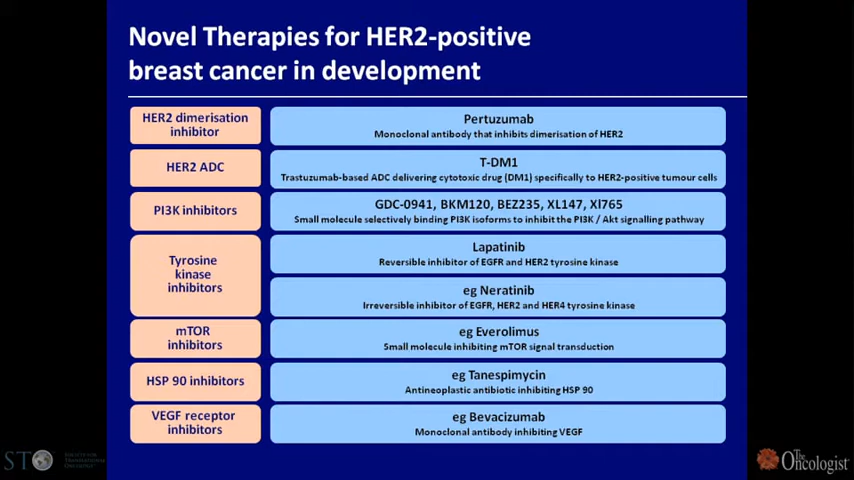 Novel Therapies for HER2-positive
breast cancer in development
HER2 dimerisation
inhibitor
Pertuzumab
Monoclonal antibody that inhibits dimerisation of HER2
HER2 ADC
T-DM1
Trastuzumab-based ADC delivering cytotoxic drug (DM1) specifically to HER2-positive tumour cells
PI3K inhibitors
GDC-0941, BKM120, BEZ235, XL147, Xl765
Small molecule selectively binding PI3K isoforms to inhibit the PI3K / Akt signalling pathway
Tyrosine
kinase
inhibitors
Lapatinib
Reversible inhibitor of EGFR and HER2 tyrosine kinase
eg Neratinib
Irreversible inhibitor of EGFR, HER2 and HER4 tyrosine kinase
mTOR
inhibitors
eg Everolimus
Small molecule inhibiting mTOR signal transduction
HSP 90 inhibitors
eg Tanespimycin
Antineoplastic antibiotic inhibiting HSP 90
VEGF receptor
inhibitors
eg Bevacizumab
Monoclonal antibody inhibiting VEGF
STO
SOCIETY FOR
TRANSLATIONAL
ONCOLOGY
The
Oncologist